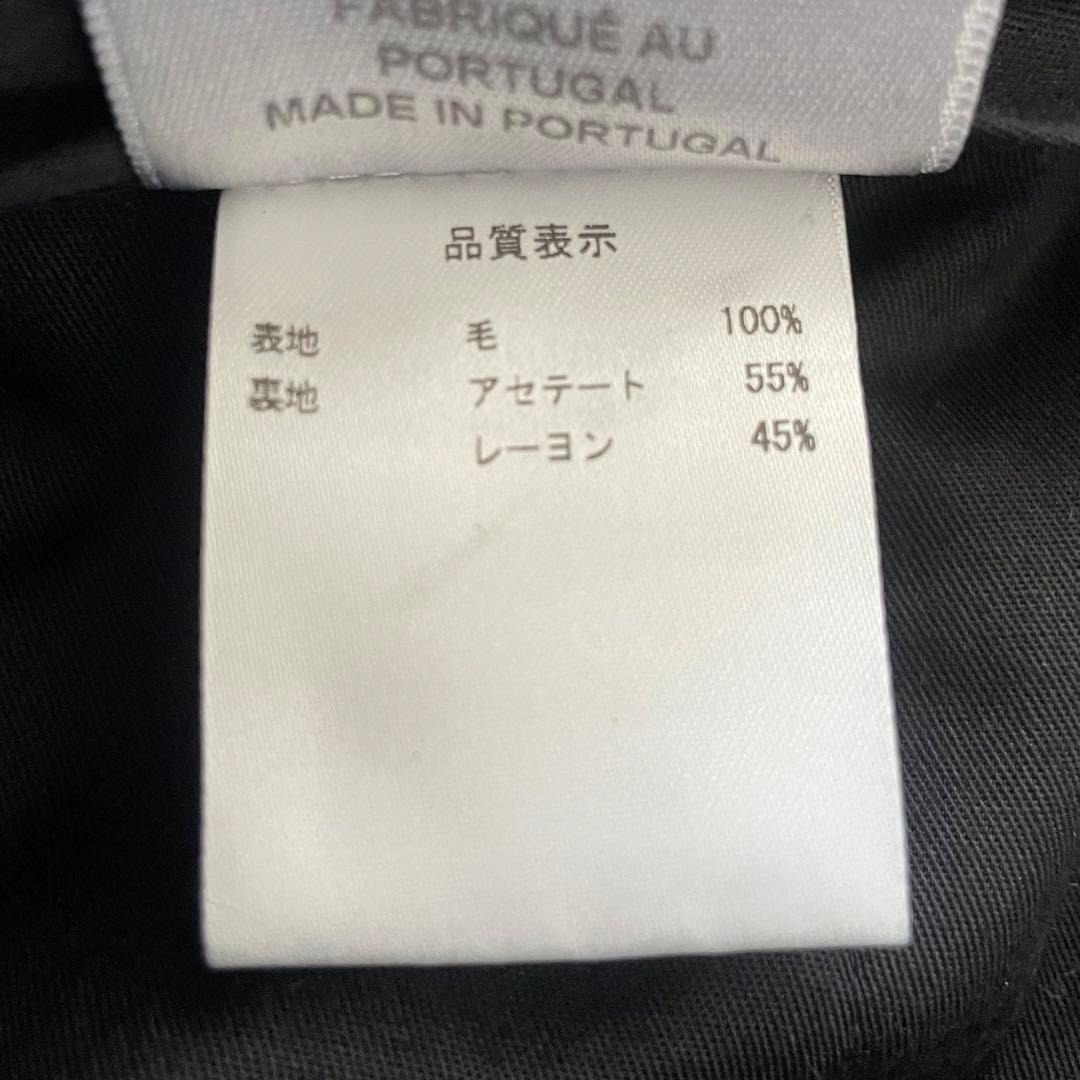 FABRIQUÉ AU
PORTUGAL
MADE IN PORTUGAL
品質表示
表地 毛 100%
裏地 アセテート 55%
レーヨン 45%